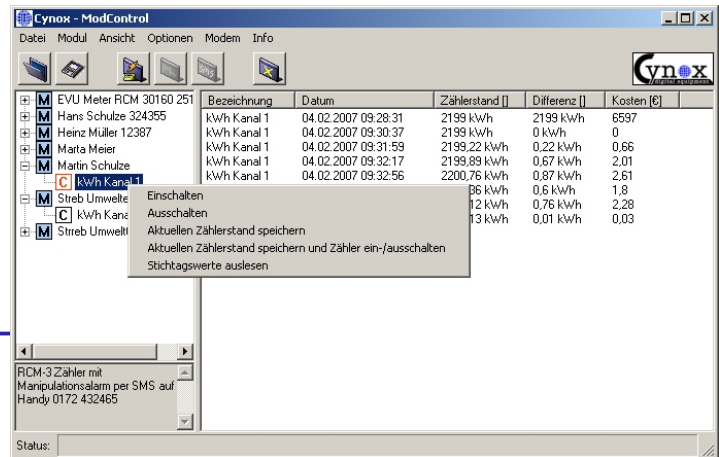 Cynox - ModControl
Datei Modul Ansicht Optionen Modem Info
Cynox
digital equipment
EVU Meter RCM 30160 251
Hans Schulze 324355
Heinz Müller 12387
Marta Meier
Martin Schulze
C kWh Kanal 1
Streb Umwelte
C kWh Kana
Strreb Umwelt
Bezeichnung Datum Zählerstand [] Differenz [] Kosten [€]
kWh Kanal 1 04.02.2007 09:28:31 2199 kWh 2199 kWh 6597
kWh Kanal 1 04.02.2007 09:30:37 2199 kWh 0 kWh 0
kWh Kanal 1 04.02.2007 09:31:59 2199,22 kWh 0,22 kWh 0,66
kWh Kanal 1 04.02.2007 09:32:17 2199,89 kWh 0,67 kWh 2,01
kWh Kanal 1 04.02.2007 09:32:56 2200,76 kWh 0,87 kWh 2,61
36 kWh 0,6 kWh 1,8
12 kWh 0,76 kWh 2,28
13 kWh 0,01 kWh 0,03
Einschalten
Ausschalten
Aktuellen Zählerstand speichern
Aktuellen Zählerstand speichern und Zähler ein-/ausschalten
Stichtagswerte auslesen
RCM-3 Zähler mit
Manipulationsalarm per SMS auf
Handy 0172 432465
Status: